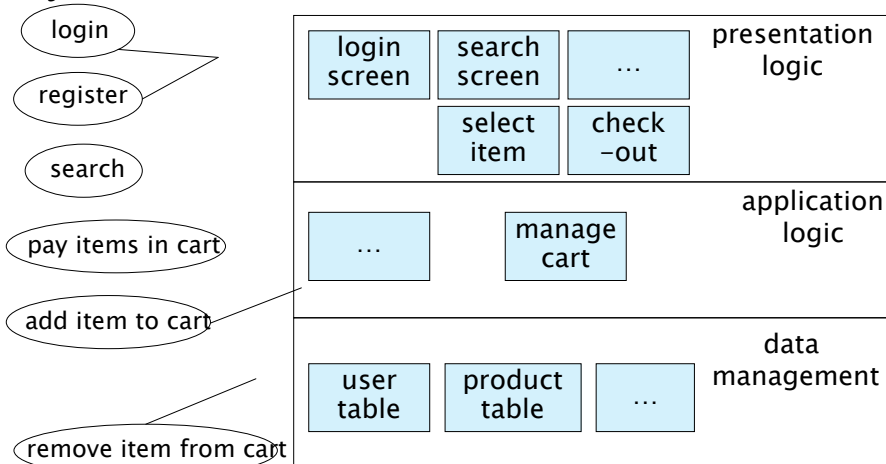 login
register
search
pay items in cart
add item to cart
remove item from cart
login
screen
search
screen
…
presentation
logic
select
item
check
-out
…
manage
cart
application
logic
user
table
product
table
…
data
management